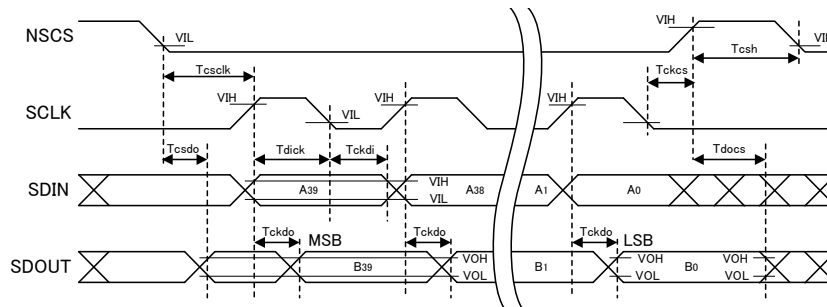 NSCS VIL VIH Tcsh VIL
Tcsclk Tckcs
SCLK VIH VIL VIH VIH
Tcsdo Tdick Tckdi Tdocs
SDIN A39 VIH VIL A38 A1 A0
Tckdo MSB Tckdo Tckdo LSB
SDOUT B39 VOH VOL B1 VOH VOL B0 VOH VOL